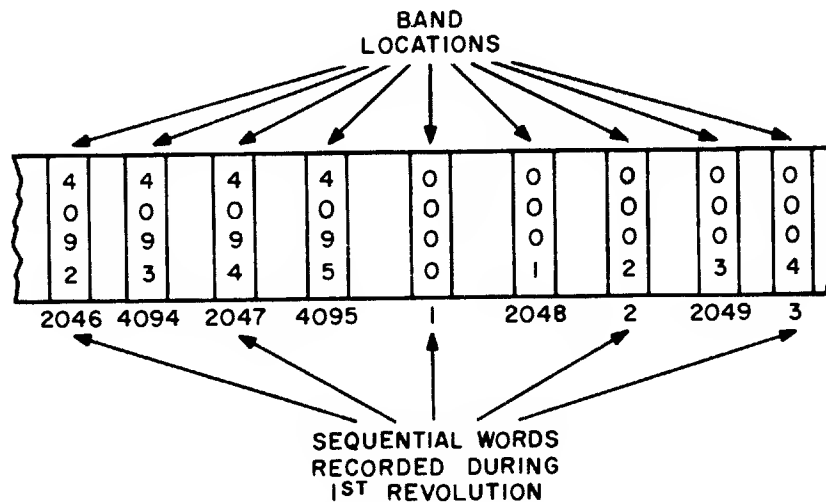 BAND
LOCATIONS
4 4 4 4 0 0 0 0 0
0 0 0 0 0 0 0 0 0
9 9 9 9 0 0 0 0 0
2 3 4 5 0 1 2 3 4
2046 4094 2047 4095 1 2048 2 2049 3
SEQUENTIAL WORDS
RECORDED DURING
1ST REVOLUTION